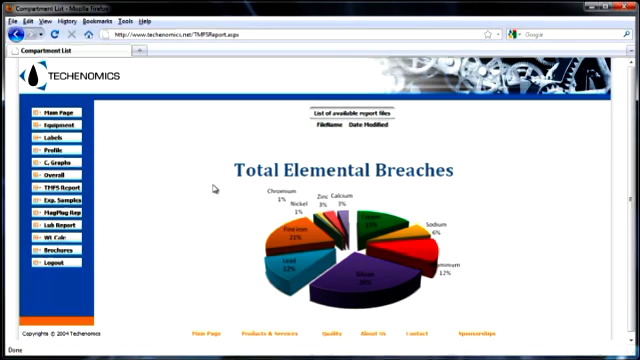 Compartment List - Mozilla Firefox
File Edit View History Bookmarks Tools Help
http://www.techenomics.net/TMFSReport.aspx
Google
Compartment List
TECHENOMICS
Main Page
Equipment
Labels
Profile
C. Graphs
Overall
TMFS Report
Exp. Samples
MagPlug Rep
Lub Report
Wt. Calc
Brochures
Logout
List of available report files
FileName Date Modified
Total Elemental Breaches
Chromium
1%
Nickel
1%
Zinc
3%
Calcium
3%
Sodium
6%
12%
Silicon
Lead
12%
21%
Copyrights © 2004 Techenomics
Main Page Products & Services Quality About Us Contact Sponsorships
Done